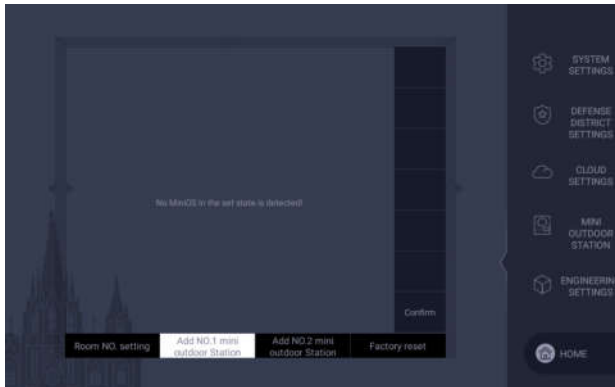 No MiniOS in the set state is detected!
Confirm
Room NO. setting
Add NO.1 mini
outdoor Station
Add NO.2 mini
outdoor Station
Factory reset
SYSTEM
SETTINGS
DEFENSE
DISTRICT
SETTINGS
CLOUD
SETTINGS
MINI
OUTDOOR
STATION
ENGINEERIN
SETTINGS
HOME